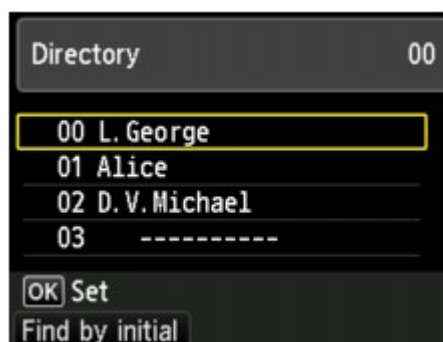 Directory 00
00 L.George
01 Alice
02 D.V.Michael
03 ----------
OK Set
Find by initial